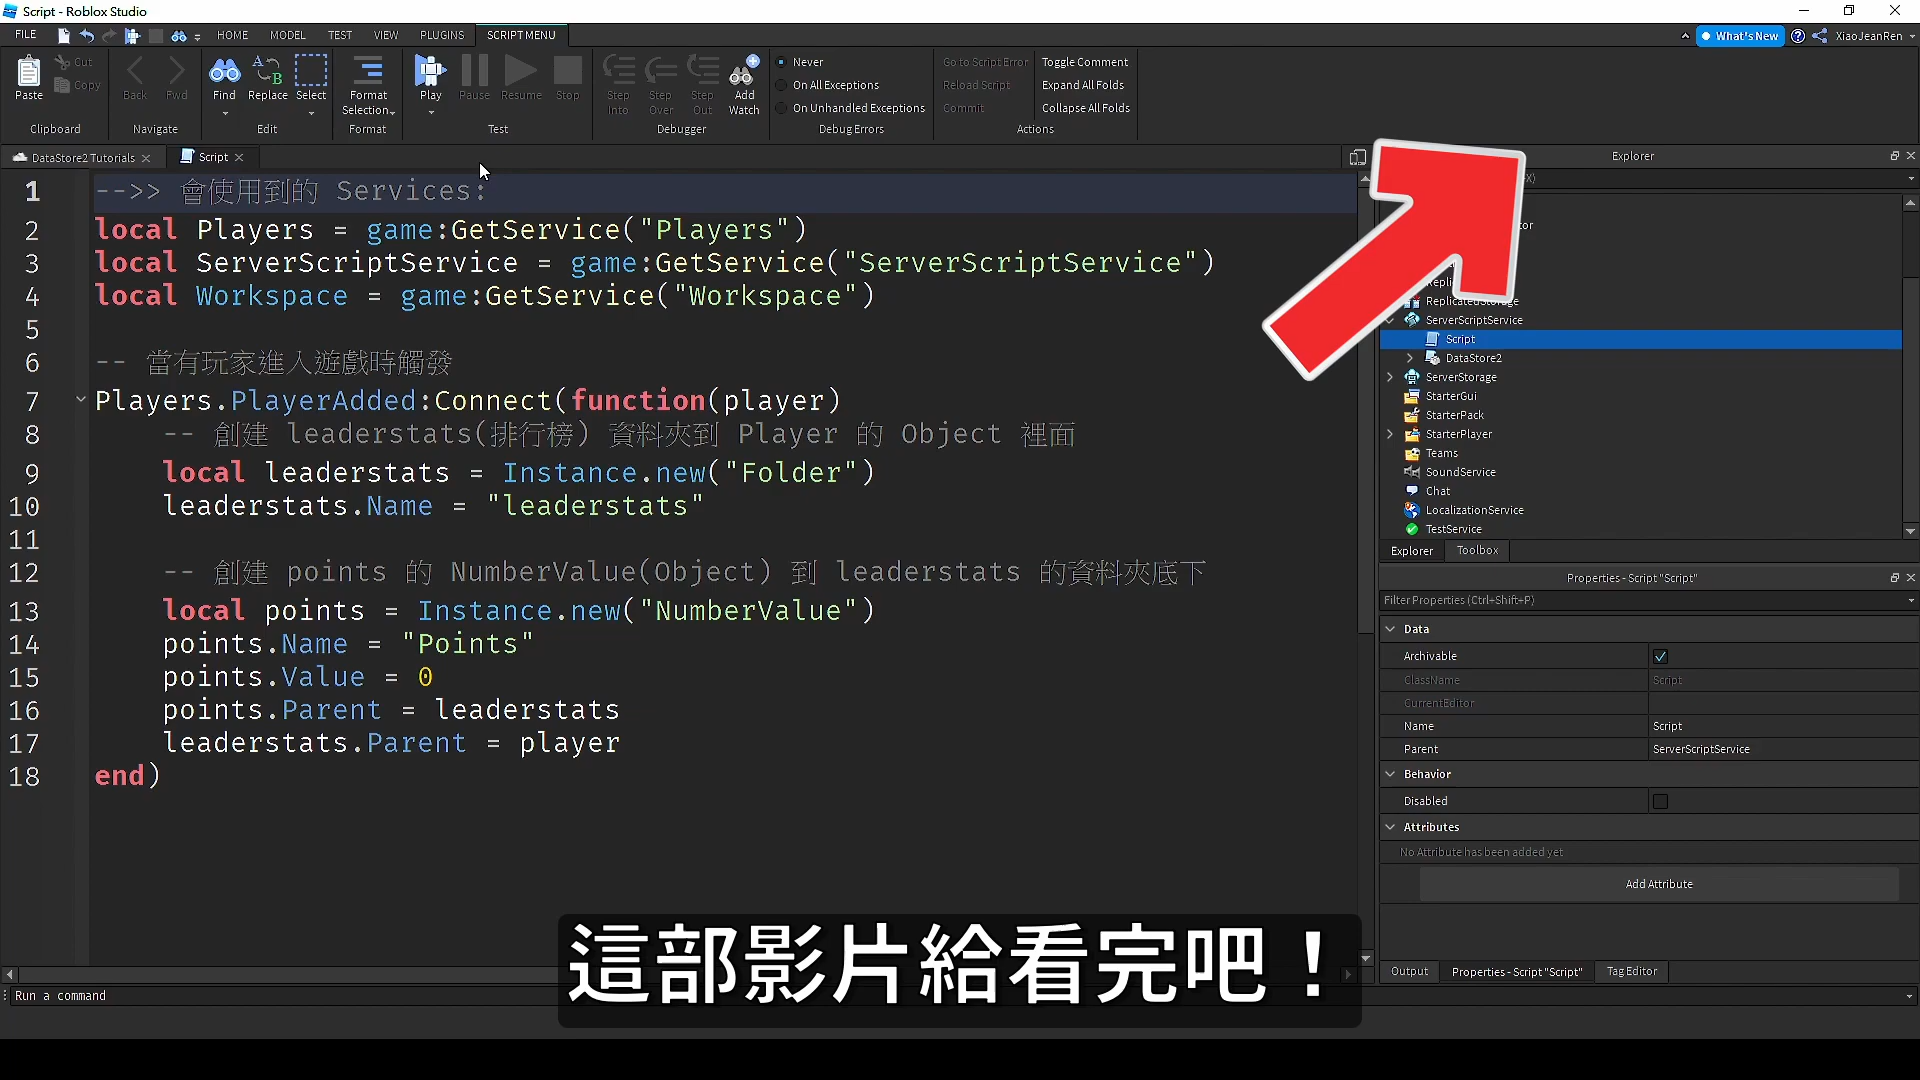 Script - Roblox Studio
FILE HOME MODEL TEST VIEW PLUGINS SCRIPT MENU What's New XiaoJeanRen
Paste Cut Copy Clipboard
Back Fwd Navigate
Find Replace Select Edit
Format Selection Format
Play Pause Resume Stop Test
Step Into Step Over Step Out Add Watch Debugger
Never
On All Exceptions
On Unhandled Exceptions
Debug Errors
Go to Script Error Toggle Comment
Reload Script Expand All Folds
Commit Collapse All Folds
Actions
DataStore2 Tutorials Script
1 -->> 會使用到的 Services:
2 local Players = game:GetService("Players")
3 local ServerScriptService = game:GetService("ServerScriptService")
4 local Workspace = game:GetService("Workspace")
5
6 -- 當有玩家進入遊戲時觸發
7 Players.PlayerAdded:Connect(function(player)
8 -- 創建 leaderstats(排行榜) 資料夾到 Player 的 Object 裡面
9 local leaderstats = Instance.new("Folder")
10 leaderstats.Name = "leaderstats"
11
12 -- 創建 points 的 NumberValue(Object) 到 leaderstats 的資料夾底下
13 local points = Instance.new("NumberValue")
14 points.Name = "Points"
15 points.Value = 0
16 points.Parent = leaderstats
17 leaderstats.Parent = player
18 end)
Explorer
X)
ReplicatedStorage
ServerScriptService
Script
DataStore2
ServerStorage
StarterGui
StarterPack
StarterPlayer
Teams
SoundService
Chat
LocalizationService
TestService
Explorer Toolbox
Properties - Script "Script"
Filter Properties (Ctrl+Shift+P)
Data
Archivable
ClassName Script
CurrentEditor
Name Script
Parent ServerScriptService
Behavior
Disabled
Attributes
No Attribute has been added yet
Add Attribute
Output Properties - Script "Script" Tag Editor
Run a command
這部影片給看完吧！